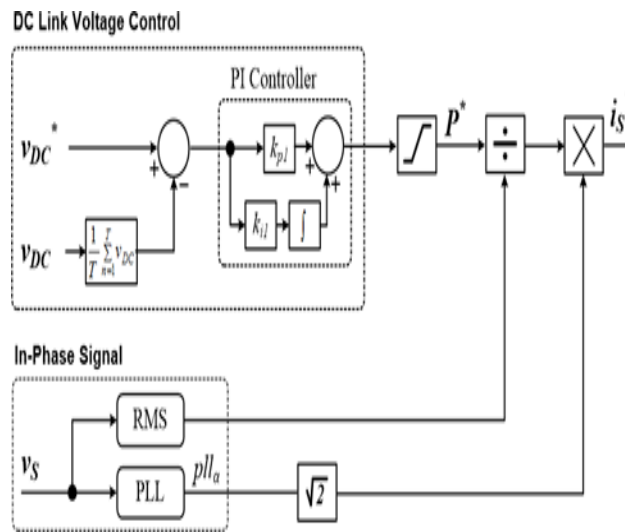 DC Link Voltage Control
PI Controller
v_DC*
+
−
k_p1
+
+
P*
÷
×
i_S
k_i1
∫
v_DC
1/T ∑_{n=1}^{T} v_DC
In-Phase Signal
RMS
v_S
PLL
pll_α
√2